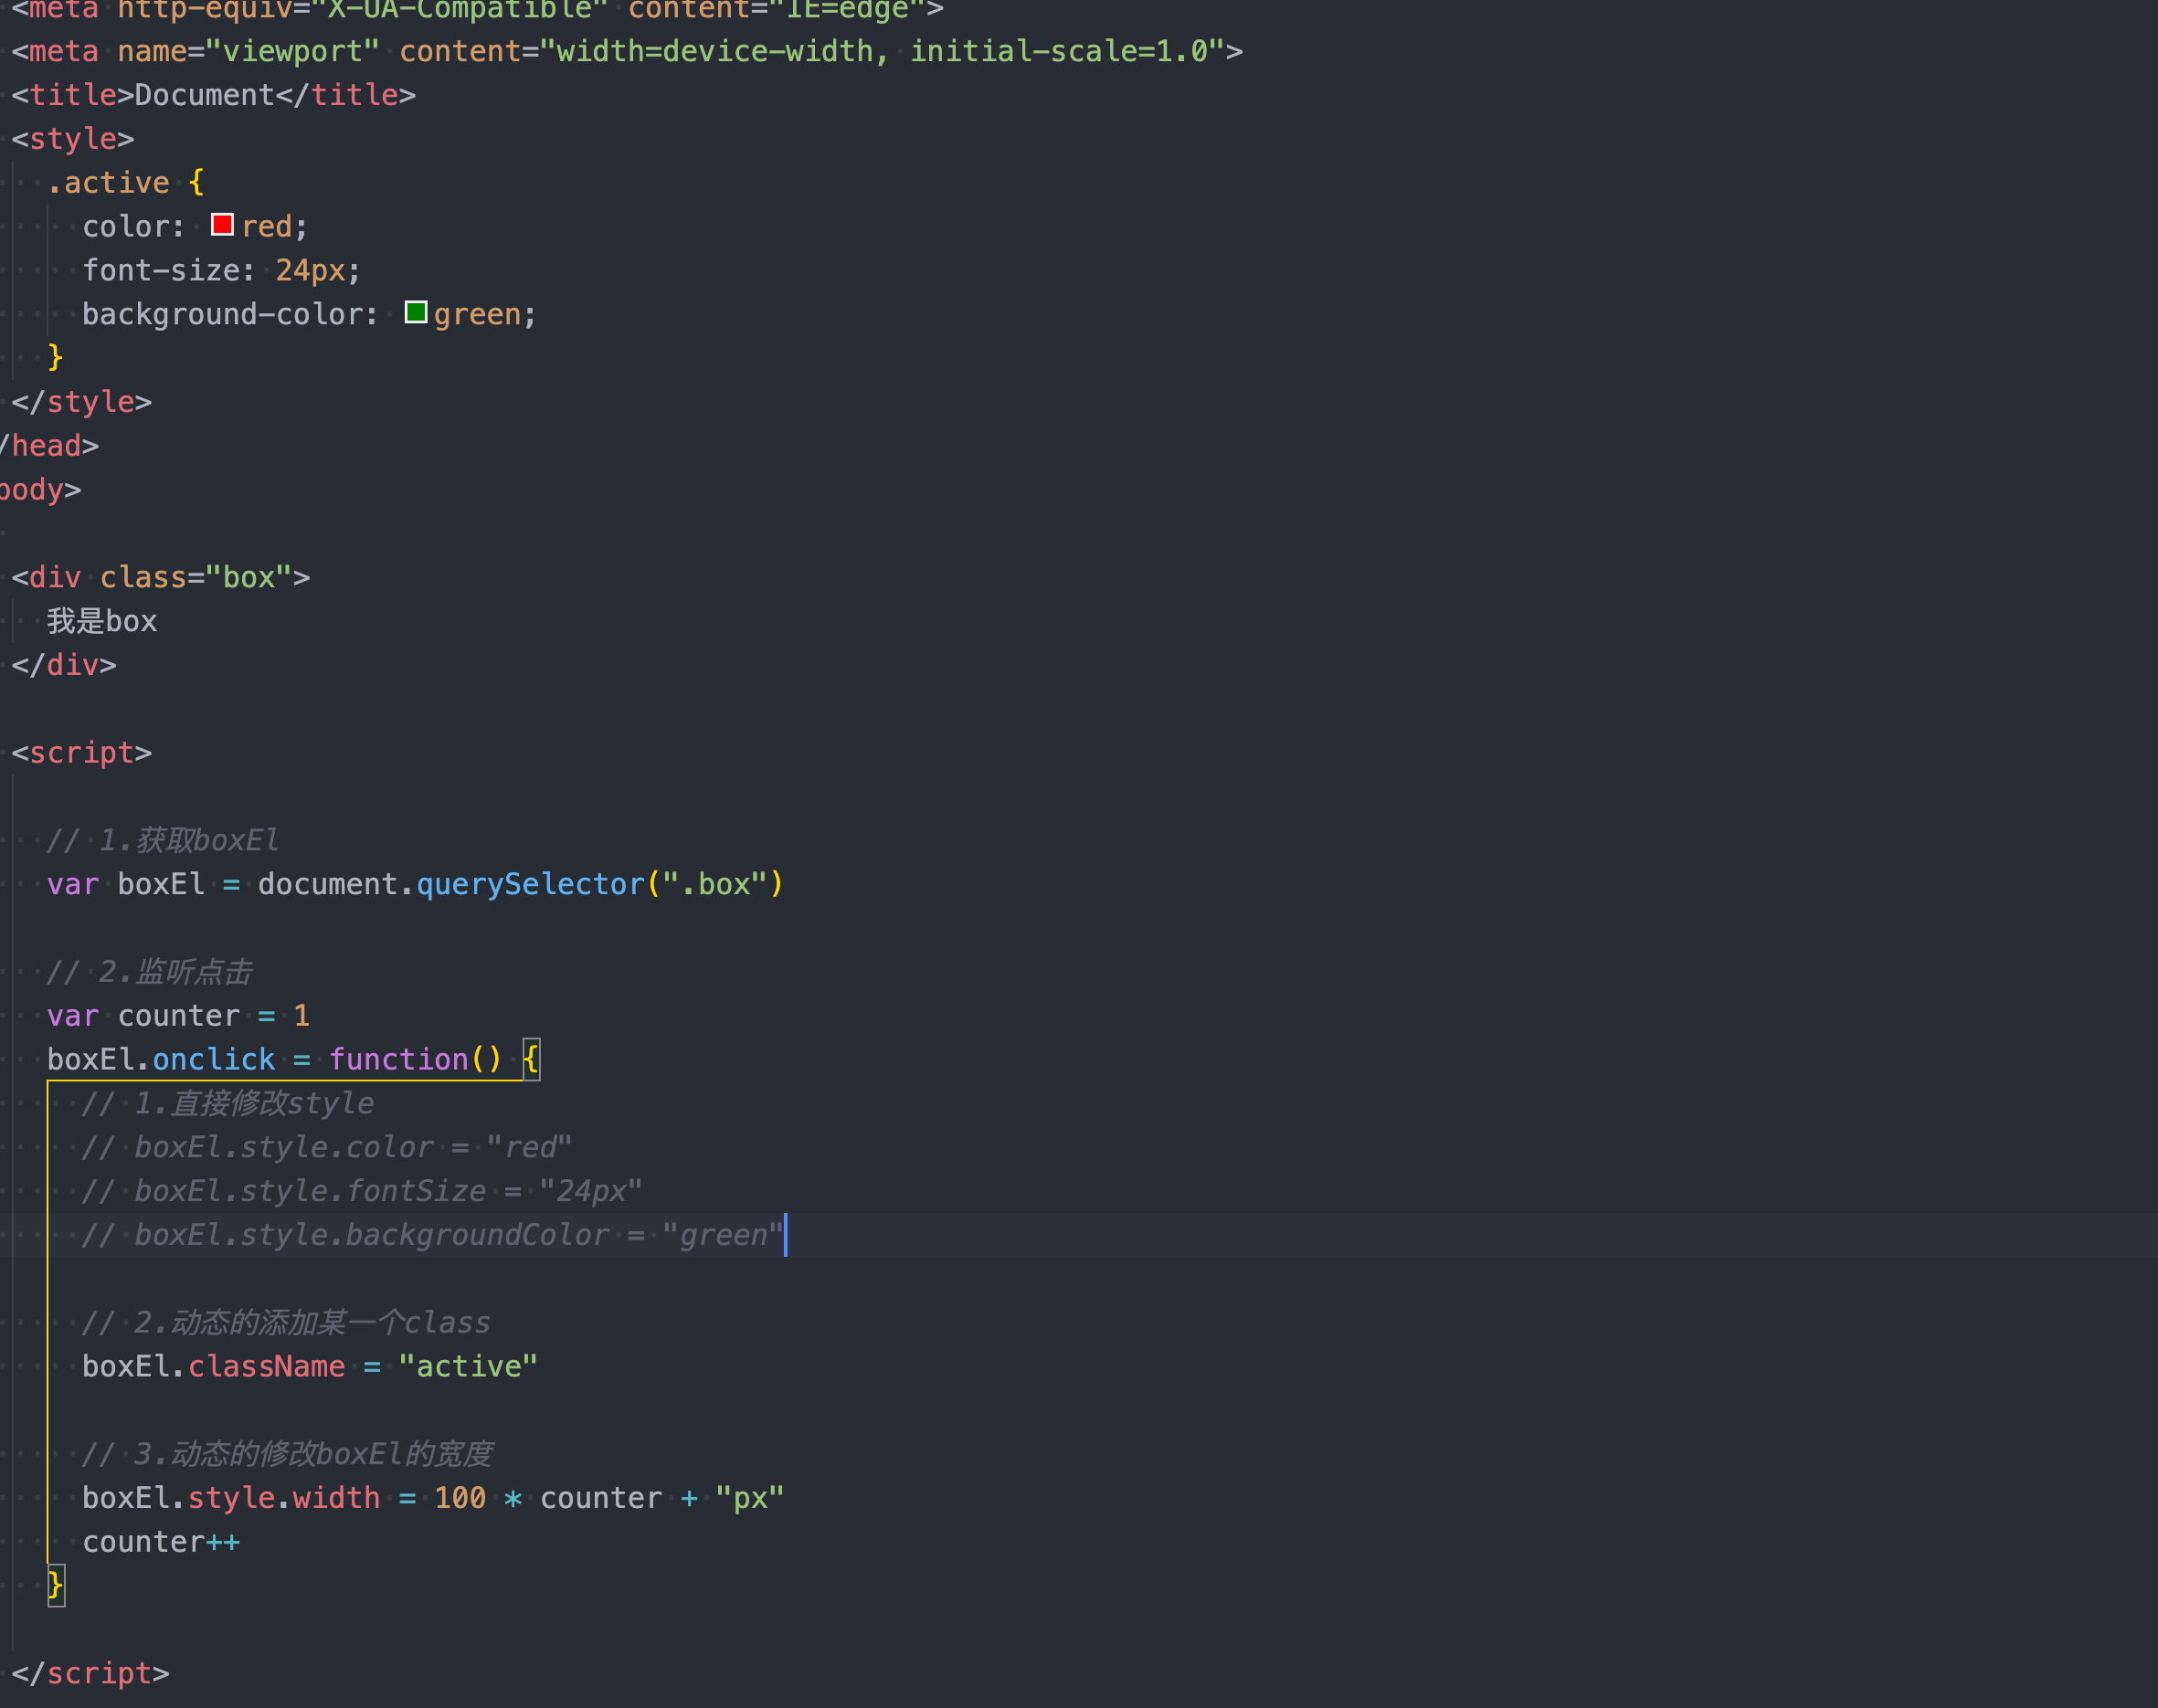 <meta http-equiv="X-UA-Compatible" content="IE=edge">
<meta name="viewport" content="width=device-width, initial-scale=1.0">
<title>Document</title>
<style>
.active {
color: red;
font-size: 24px;
background-color: green;
}
</style>
/head>
body>
<div class="box">
我是box
</div>
<script>
// 1.获取boxEl
var boxEl = document.querySelector(".box")
// 2.监听点击
var counter = 1
boxEl.onclick = function() {
// 1.直接修改style
// boxEl.style.color = "red"
// boxEl.style.fontSize = "24px"
// boxEl.style.backgroundColor = "green"
// 2.动态的添加某一个class
boxEl.className = "active"
// 3.动态的修改boxEl的宽度
boxEl.style.width = 100 * counter + "px"
counter++
}
</script>